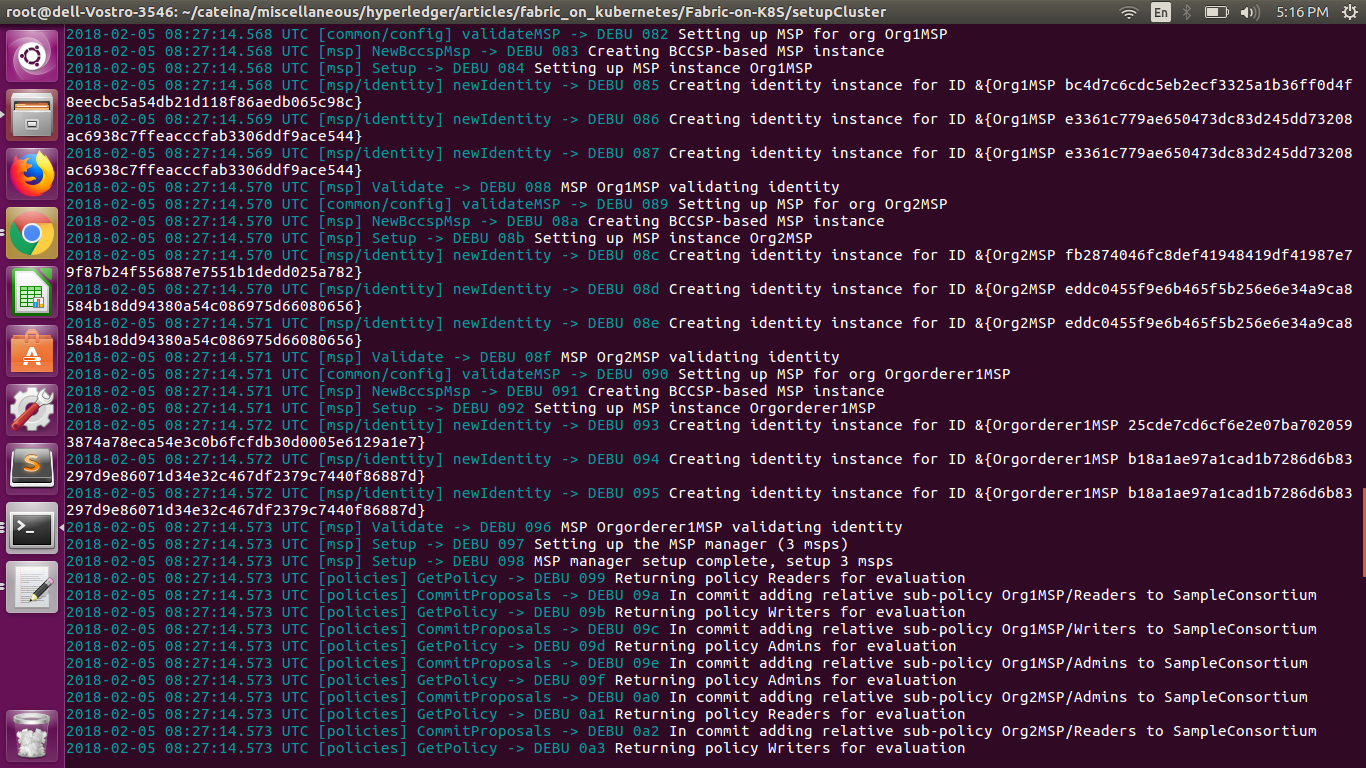 root@dell-Vostro-3546: ~/cateina/miscellaneous/hyperledger/articles/fabric_on_kubernetes/Fabric-on-K8S/setupCluster
En
5:16 PM
2018-02-05 08:27:14.568 UTC [common/config] validateMSP -> DEBU 082 Setting up MSP for org Org1MSP
2018-02-05 08:27:14.568 UTC [msp] NewBccspMsp -> DEBU 083 Creating BCCSP-based MSP instance
2018-02-05 08:27:14.568 UTC [msp] Setup -> DEBU 084 Setting up MSP instance Org1MSP
2018-02-05 08:27:14.568 UTC [msp/identity] newIdentity -> DEBU 085 Creating identity instance for ID &{Org1MSP bc4d7c6cdc5eb2ecf3325a1b36ff0d4f
8eecbc5a54db21d118f86aedb065c98c}
2018-02-05 08:27:14.569 UTC [msp/identity] newIdentity -> DEBU 086 Creating identity instance for ID &{Org1MSP e3361c779ae650473dc83d245dd73208
ac6938c7ffeacccfab3306ddf9ace544}
2018-02-05 08:27:14.569 UTC [msp/identity] newIdentity -> DEBU 087 Creating identity instance for ID &{Org1MSP e3361c779ae650473dc83d245dd73208
ac6938c7ffeacccfab3306ddf9ace544}
2018-02-05 08:27:14.570 UTC [msp] Validate -> DEBU 088 MSP Org1MSP validating identity
2018-02-05 08:27:14.570 UTC [common/config] validateMSP -> DEBU 089 Setting up MSP for org Org2MSP
2018-02-05 08:27:14.570 UTC [msp] NewBccspMsp -> DEBU 08a Creating BCCSP-based MSP instance
2018-02-05 08:27:14.570 UTC [msp] Setup -> DEBU 08b Setting up MSP instance Org2MSP
2018-02-05 08:27:14.570 UTC [msp/identity] newIdentity -> DEBU 08c Creating identity instance for ID &{Org2MSP fb2874046fc8def41948419df41987e7
9f87b24f556887e7551b1dedd025a782}
2018-02-05 08:27:14.570 UTC [msp/identity] newIdentity -> DEBU 08d Creating identity instance for ID &{Org2MSP eddc0455f9e6b465f5b256e6e34a9ca8
584b18dd94380a54c086975d66080656}
2018-02-05 08:27:14.571 UTC [msp/identity] newIdentity -> DEBU 08e Creating identity instance for ID &{Org2MSP eddc0455f9e6b465f5b256e6e34a9ca8
584b18dd94380a54c086975d66080656}
2018-02-05 08:27:14.571 UTC [msp] Validate -> DEBU 08f MSP Org2MSP validating identity
2018-02-05 08:27:14.571 UTC [common/config] validateMSP -> DEBU 090 Setting up MSP for org Orgorderer1MSP
2018-02-05 08:27:14.571 UTC [msp] NewBccspMsp -> DEBU 091 Creating BCCSP-based MSP instance
2018-02-05 08:27:14.571 UTC [msp] Setup -> DEBU 092 Setting up MSP instance Orgorderer1MSP
2018-02-05 08:27:14.572 UTC [msp/identity] newIdentity -> DEBU 093 Creating identity instance for ID &{Orgorderer1MSP 25cde7cd6cf6e2e07ba702059
3874a78eca54e3c0b6fcfdb30d0005e6129a1e7}
2018-02-05 08:27:14.572 UTC [msp/identity] newIdentity -> DEBU 094 Creating identity instance for ID &{Orgorderer1MSP b18a1ae97a1cad1b7286d6b83
297d9e86071d34e32c467df2379c7440f86887d}
2018-02-05 08:27:14.572 UTC [msp/identity] newIdentity -> DEBU 095 Creating identity instance for ID &{Orgorderer1MSP b18a1ae97a1cad1b7286d6b83
297d9e86071d34e32c467df2379c7440f86887d}
2018-02-05 08:27:14.573 UTC [msp] Validate -> DEBU 096 MSP Orgorderer1MSP validating identity
2018-02-05 08:27:14.573 UTC [msp] Setup -> DEBU 097 Setting up the MSP manager (3 msps)
2018-02-05 08:27:14.573 UTC [msp] Setup -> DEBU 098 MSP manager setup complete, setup 3 msps
2018-02-05 08:27:14.573 UTC [policies] GetPolicy -> DEBU 099 Returning policy Readers for evaluation
2018-02-05 08:27:14.573 UTC [policies] CommitProposals -> DEBU 09a In commit adding relative sub-policy Org1MSP/Readers to SampleConsortium
2018-02-05 08:27:14.573 UTC [policies] GetPolicy -> DEBU 09b Returning policy Writers for evaluation
2018-02-05 08:27:14.573 UTC [policies] CommitProposals -> DEBU 09c In commit adding relative sub-policy Org1MSP/Writers to SampleConsortium
2018-02-05 08:27:14.573 UTC [policies] GetPolicy -> DEBU 09d Returning policy Admins for evaluation
2018-02-05 08:27:14.573 UTC [policies] CommitProposals -> DEBU 09e In commit adding relative sub-policy Org1MSP/Admins to SampleConsortium
2018-02-05 08:27:14.573 UTC [policies] GetPolicy -> DEBU 09f Returning policy Admins for evaluation
2018-02-05 08:27:14.573 UTC [policies] CommitProposals -> DEBU 0a0 In commit adding relative sub-policy Org2MSP/Admins to SampleConsortium
2018-02-05 08:27:14.573 UTC [policies] GetPolicy -> DEBU 0a1 Returning policy Readers for evaluation
2018-02-05 08:27:14.573 UTC [policies] CommitProposals -> DEBU 0a2 In commit adding relative sub-policy Org2MSP/Readers to SampleConsortium
2018-02-05 08:27:14.573 UTC [policies] GetPolicy -> DEBU 0a3 Returning policy Writers for evaluation